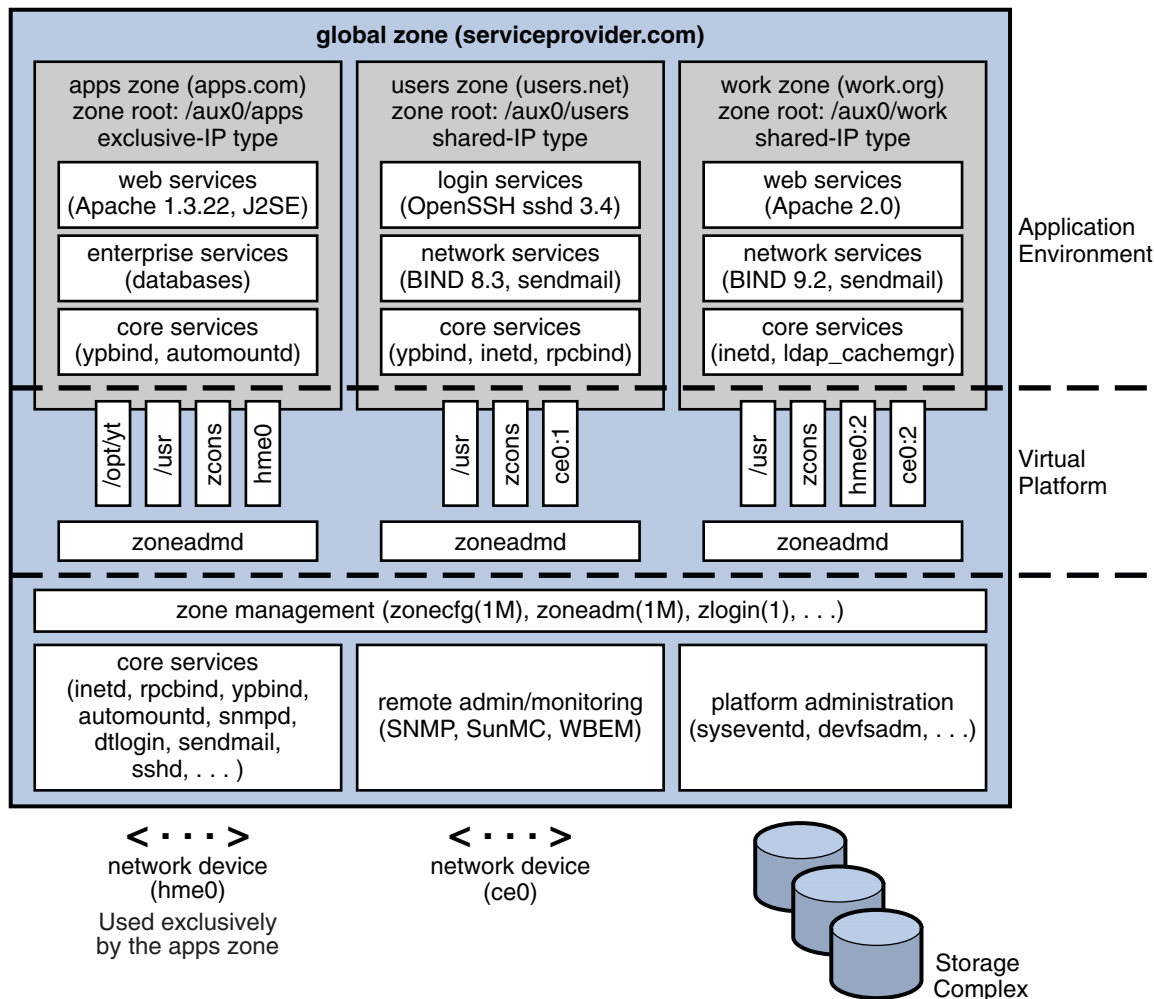 global zone (serviceprovider.com)
apps zone (apps.com)
zone root: /aux0/apps
exclusive-IP type
web services
(Apache 1.3.22, J2SE)
enterprise services
(databases)
core services
(ypbind, automountd)
users zone (users.net)
zone root: /aux0/users
shared-IP type
login services
(OpenSSH sshd 3.4)
network services
(BIND 8.3, sendmail)
core services
(ypbind, inetd, rpcbind)
work zone (work.org)
zone root: /aux0/work
shared-IP type
web services
(Apache 2.0)
network services
(BIND 9.2, sendmail)
core services
(inetd, ldap_cachemgr)
Application
Environment
/opt/yt
/usr
zcons
hme0
zoneadmd
/usr
zcons
ce0:1
zoneadmd
/usr
zcons
hme0:2
ce0:2
zoneadmd
Virtual
Platform
zone management (zonecfg(1M), zoneadm(1M), zlogin(1), . . .)
core services
(inetd, rpcbind, ypbind,
automountd, snmpd,
dtlogin, sendmail,
sshd, . . . )
remote admin/monitoring
(SNMP, SunMC, WBEM)
platform administration
(syseventd, devfsadm, . . .)
<···>
network device
(hme0)
Used exclusively
by the apps zone
<···>
network device
(ce0)
Storage
Complex